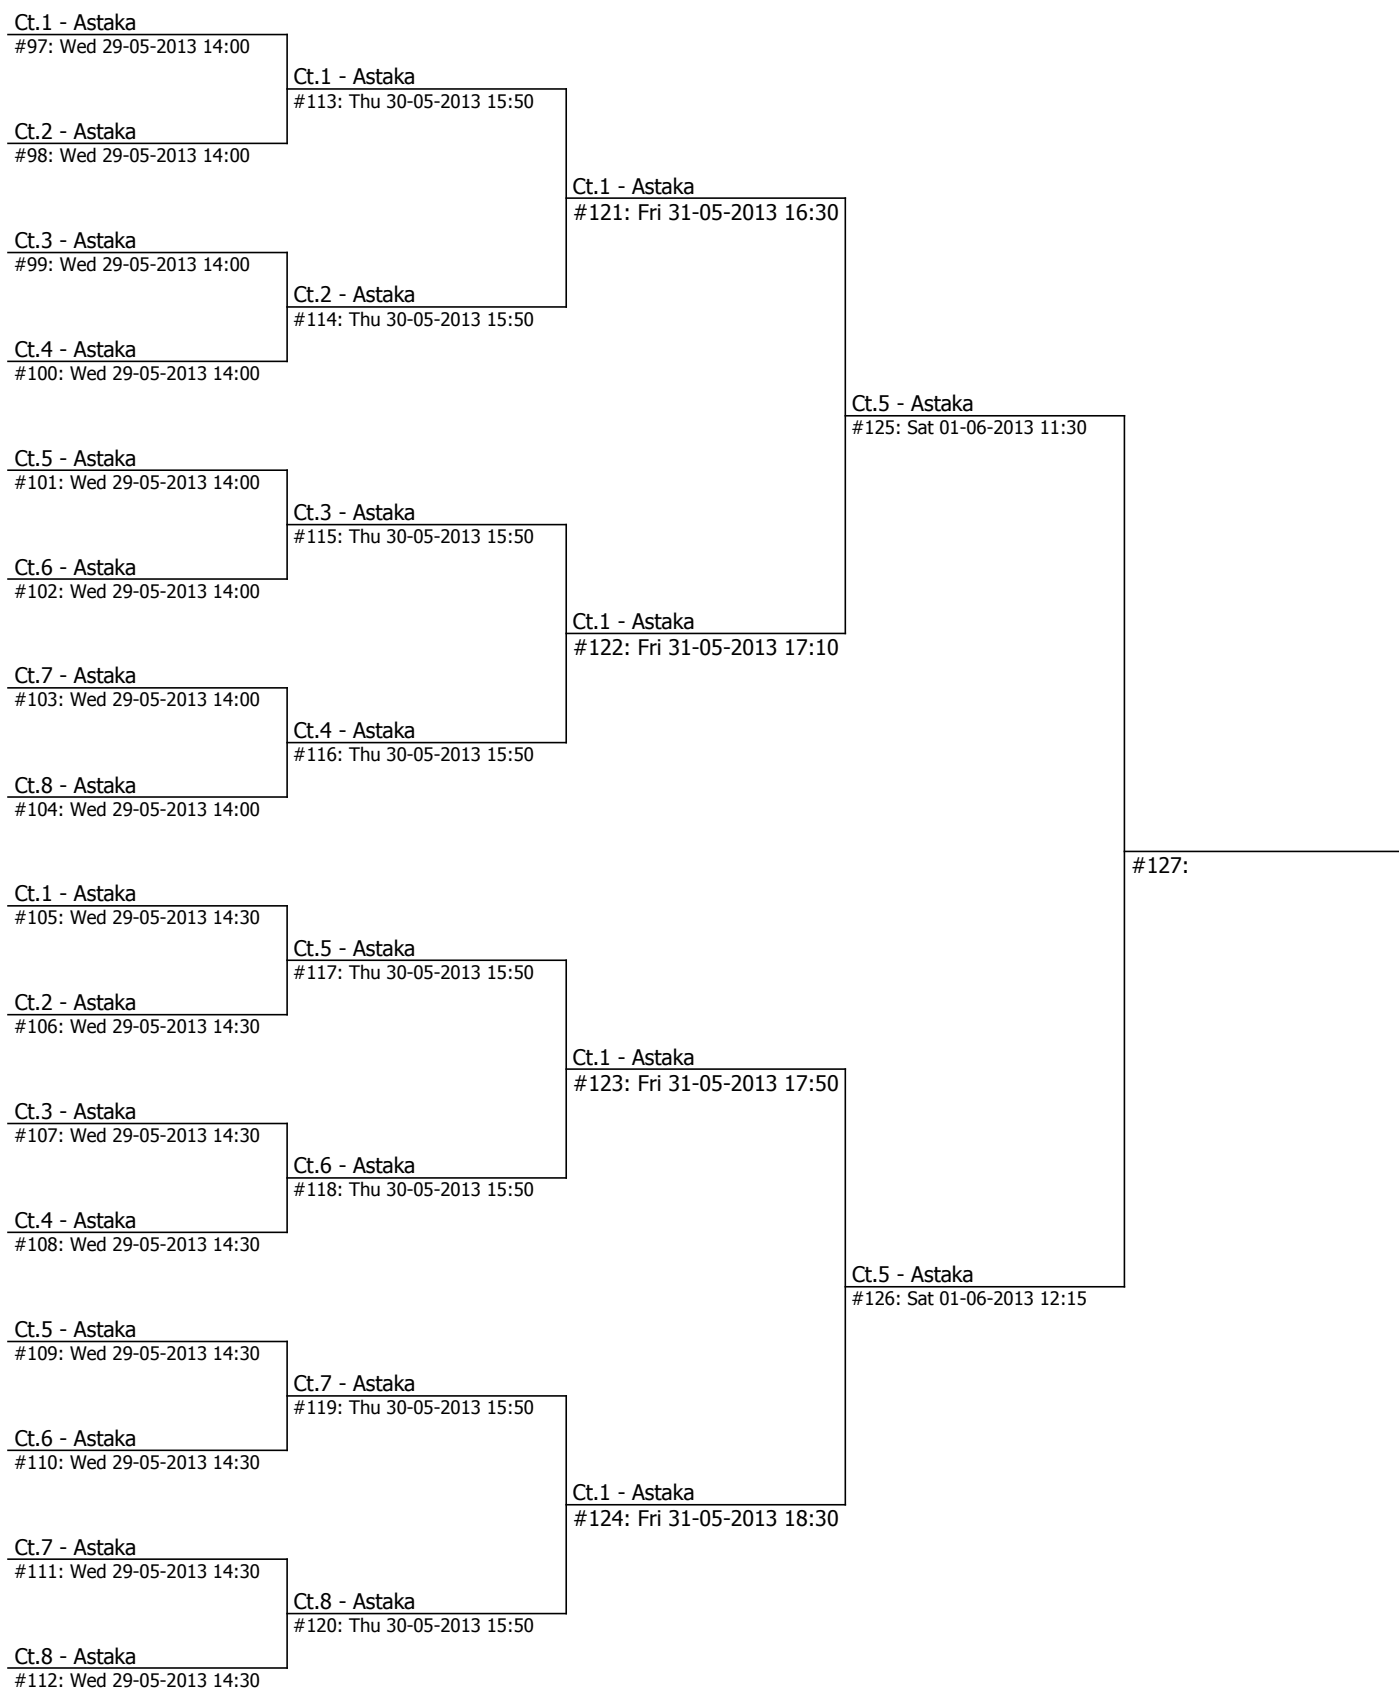 Ct.1 - Astaka
#97: Wed 29-05-2013 14:00
Ct.1 - Astaka
#113: Thu 30-05-2013 15:50
Ct.2 - Astaka
#98: Wed 29-05-2013 14:00
Ct.1 - Astaka
#121: Fri 31-05-2013 16:30
Ct.3 - Astaka
#99: Wed 29-05-2013 14:00
Ct.2 - Astaka
#114: Thu 30-05-2013 15:50
Ct.4 - Astaka
#100: Wed 29-05-2013 14:00
Ct.5 - Astaka
#125: Sat 01-06-2013 11:30
Ct.5 - Astaka
#101: Wed 29-05-2013 14:00
Ct.3 - Astaka
#115: Thu 30-05-2013 15:50
Ct.6 - Astaka
#102: Wed 29-05-2013 14:00
Ct.1 - Astaka
#122: Fri 31-05-2013 17:10
Ct.7 - Astaka
#103: Wed 29-05-2013 14:00
Ct.4 - Astaka
#116: Thu 30-05-2013 15:50
Ct.8 - Astaka
#104: Wed 29-05-2013 14:00
#127:
Ct.1 - Astaka
#105: Wed 29-05-2013 14:30
Ct.5 - Astaka
#117: Thu 30-05-2013 15:50
Ct.2 - Astaka
#106: Wed 29-05-2013 14:30
Ct.1 - Astaka
#123: Fri 31-05-2013 17:50
Ct.3 - Astaka
#107: Wed 29-05-2013 14:30
Ct.6 - Astaka
#118: Thu 30-05-2013 15:50
Ct.4 - Astaka
#108: Wed 29-05-2013 14:30
Ct.5 - Astaka
#126: Sat 01-06-2013 12:15
Ct.5 - Astaka
#109: Wed 29-05-2013 14:30
Ct.7 - Astaka
#119: Thu 30-05-2013 15:50
Ct.6 - Astaka
#110: Wed 29-05-2013 14:30
Ct.1 - Astaka
#124: Fri 31-05-2013 18:30
Ct.7 - Astaka
#111: Wed 29-05-2013 14:30
Ct.8 - Astaka
#120: Thu 30-05-2013 15:50
Ct.8 - Astaka
#112: Wed 29-05-2013 14:30